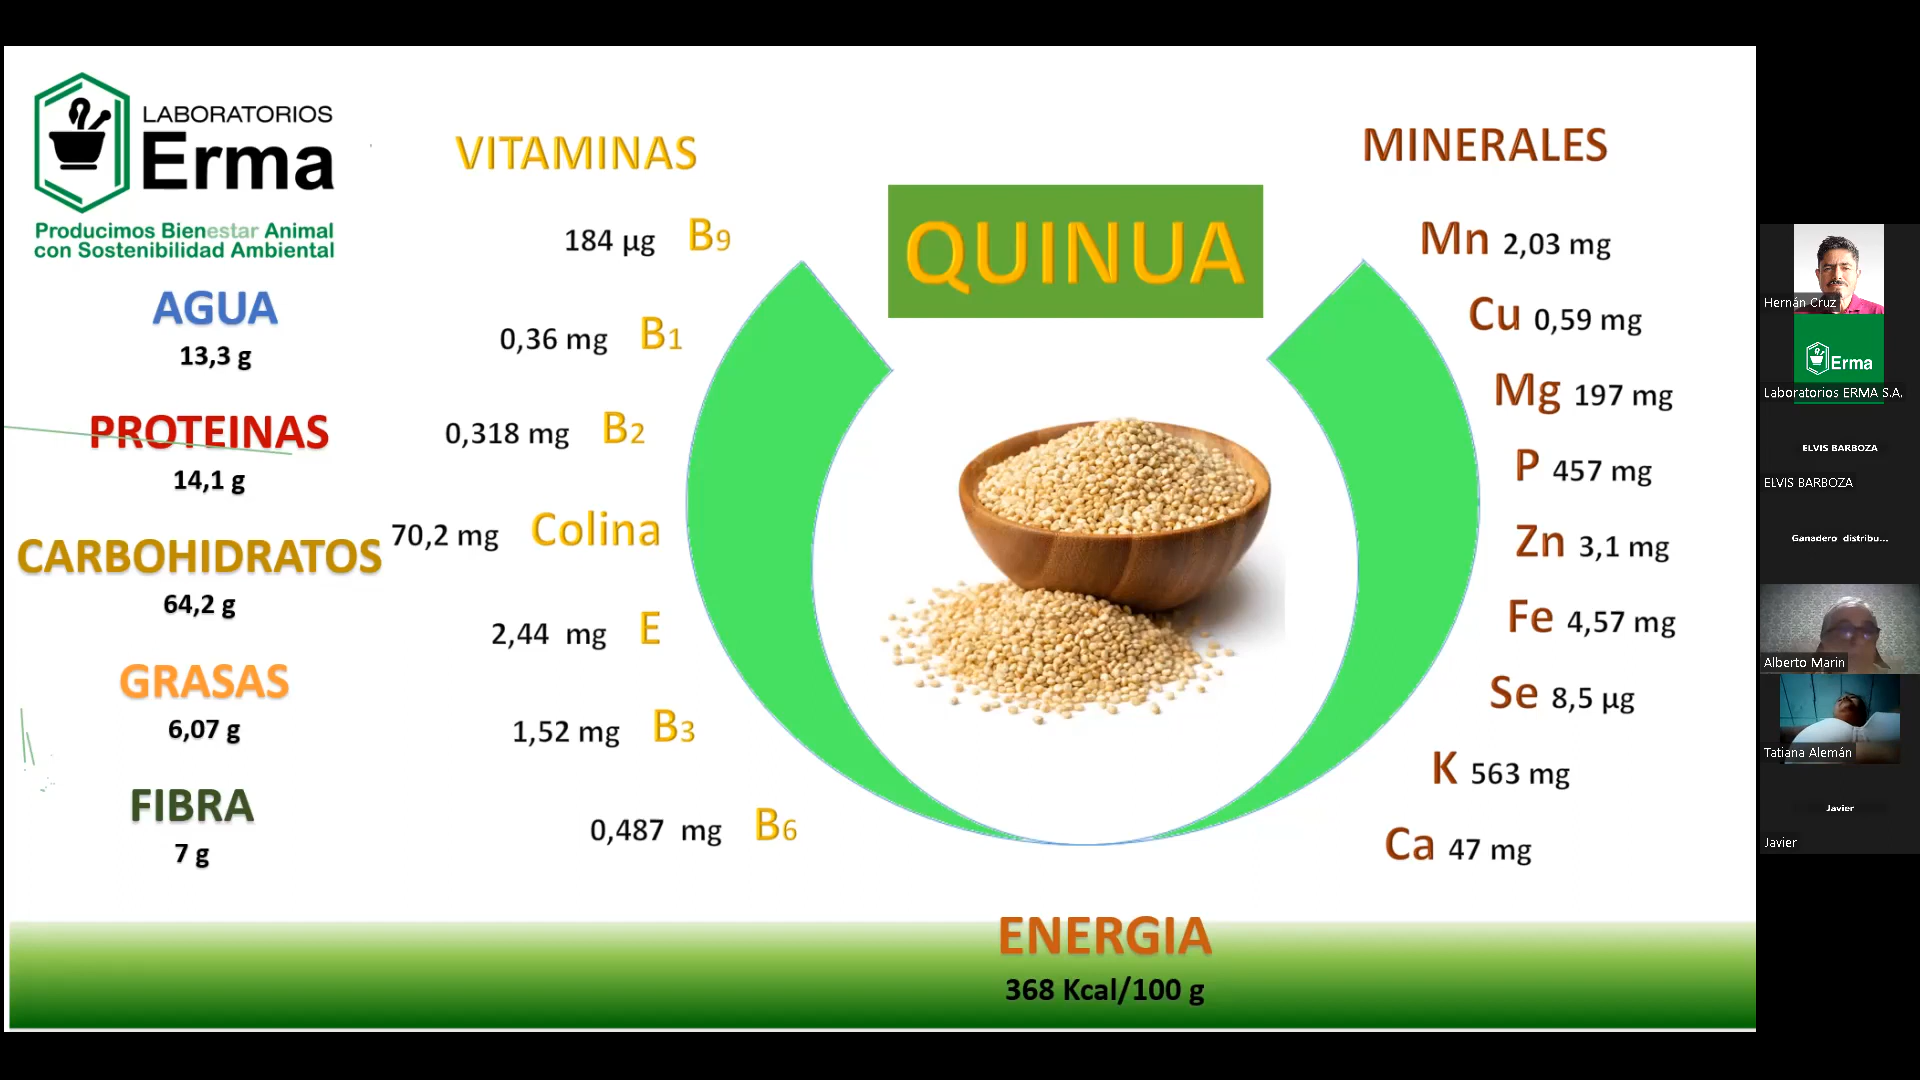 LABORATORIOS
Erma
Producimos Bienestar Animal
con Sostenibilidad Ambiental
AGUA
13,3 g
PROTEINAS
14,1 g
CARBOHIDRATOS
64,2 g
GRASAS
6,07 g
FIBRA
7 g
VITAMINAS
184 µg B9
0,36 mg B1
0,318 mg B2
70,2 mg Colina
2,44 mg E
1,52 mg B3
0,487 mg B6
QUINUA
MINERALES
Mn 2,03 mg
Cu 0,59 mg
Mg 197 mg
P 457 mg
Zn 3,1 mg
Fe 4,57 mg
Se 8,5 µg
K 563 mg
Ca 47 mg
ENERGIA
368 Kcal/100 g
Hernán Cruz
Erma
Laboratorios ERMA S.A.
ELVIS BARBOZA
ELVIS BARBOZA
Ganadero distribu...
Alberto Marin
Tatiana Alemán
Javier
Javier